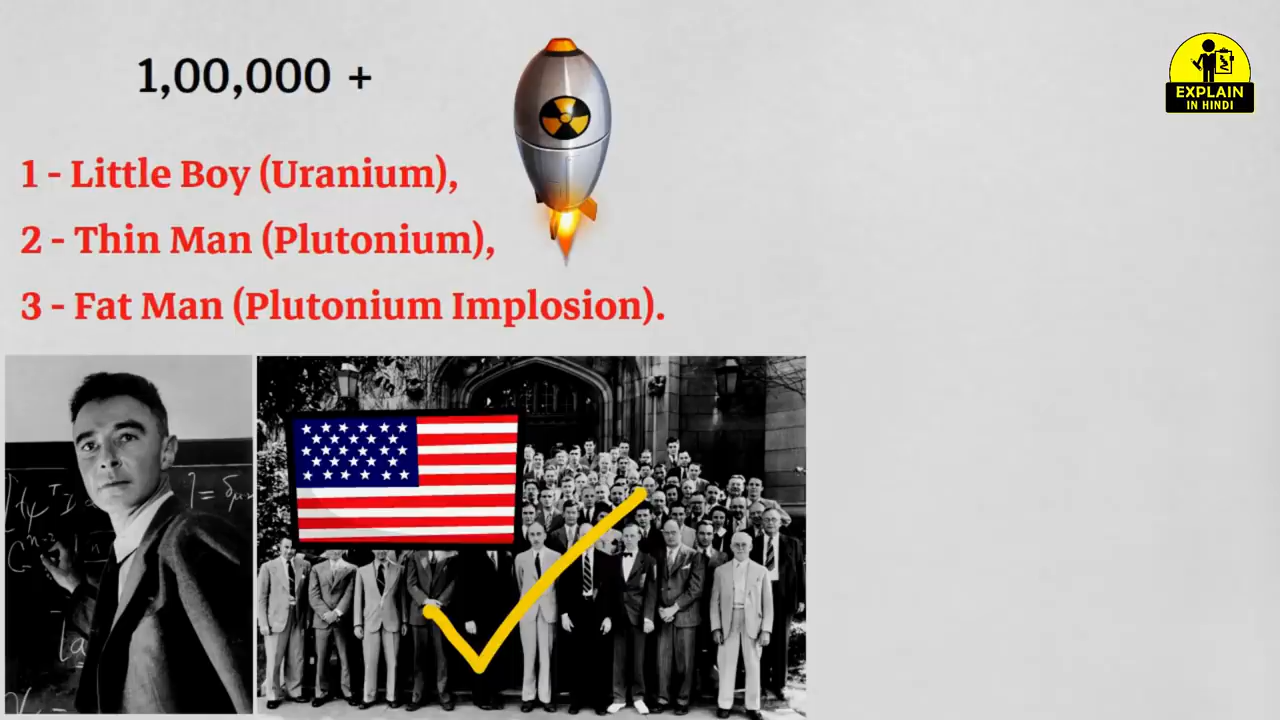 1,00,000 +
EXPLAIN
IN HINDI
1 - Little Boy (Uranium),
2 - Thin Man (Plutonium),
3 - Fat Man (Plutonium Implosion).